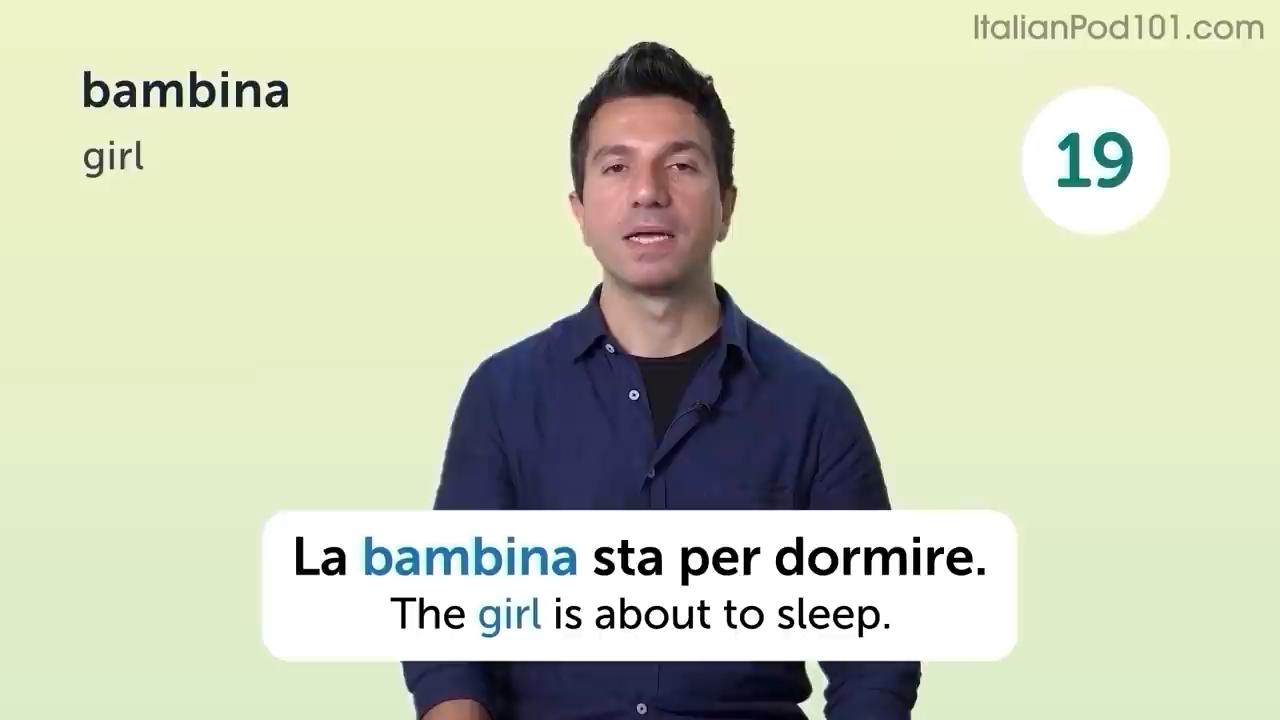 ItalianPod101.com
bambina
girl
19
La bambina sta per dormire.
The girl is about to sleep.